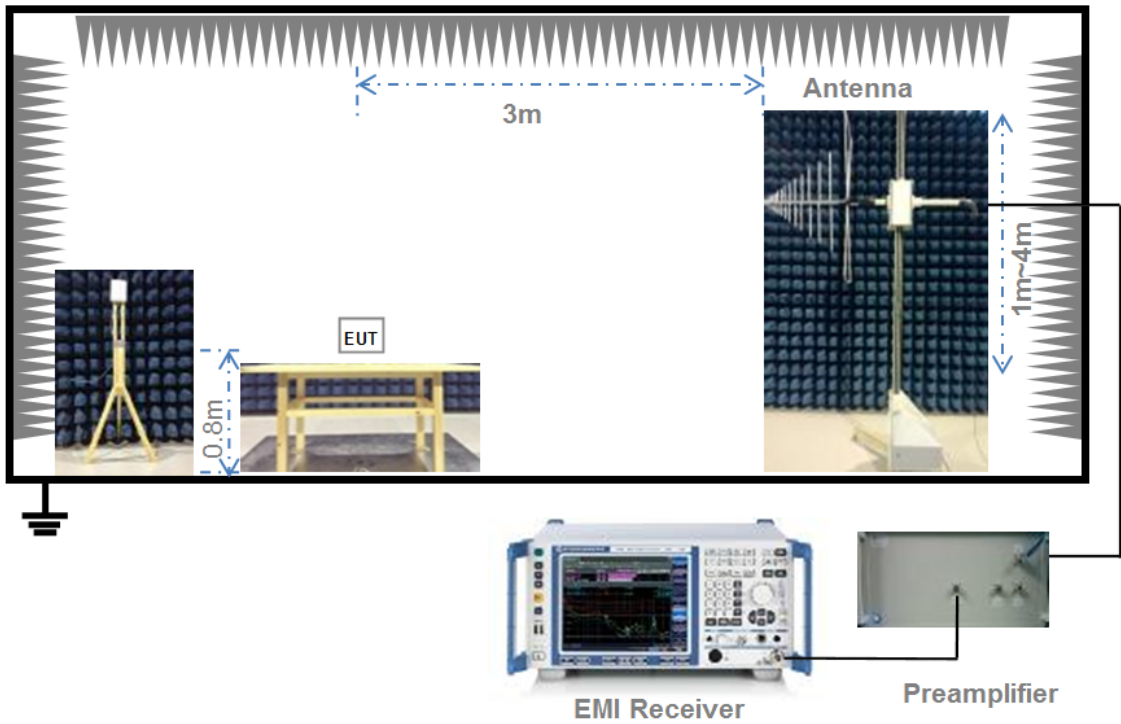 Antenna
3m
1m~4m
EUT
0.8m
EMI Receiver
Preamplifier